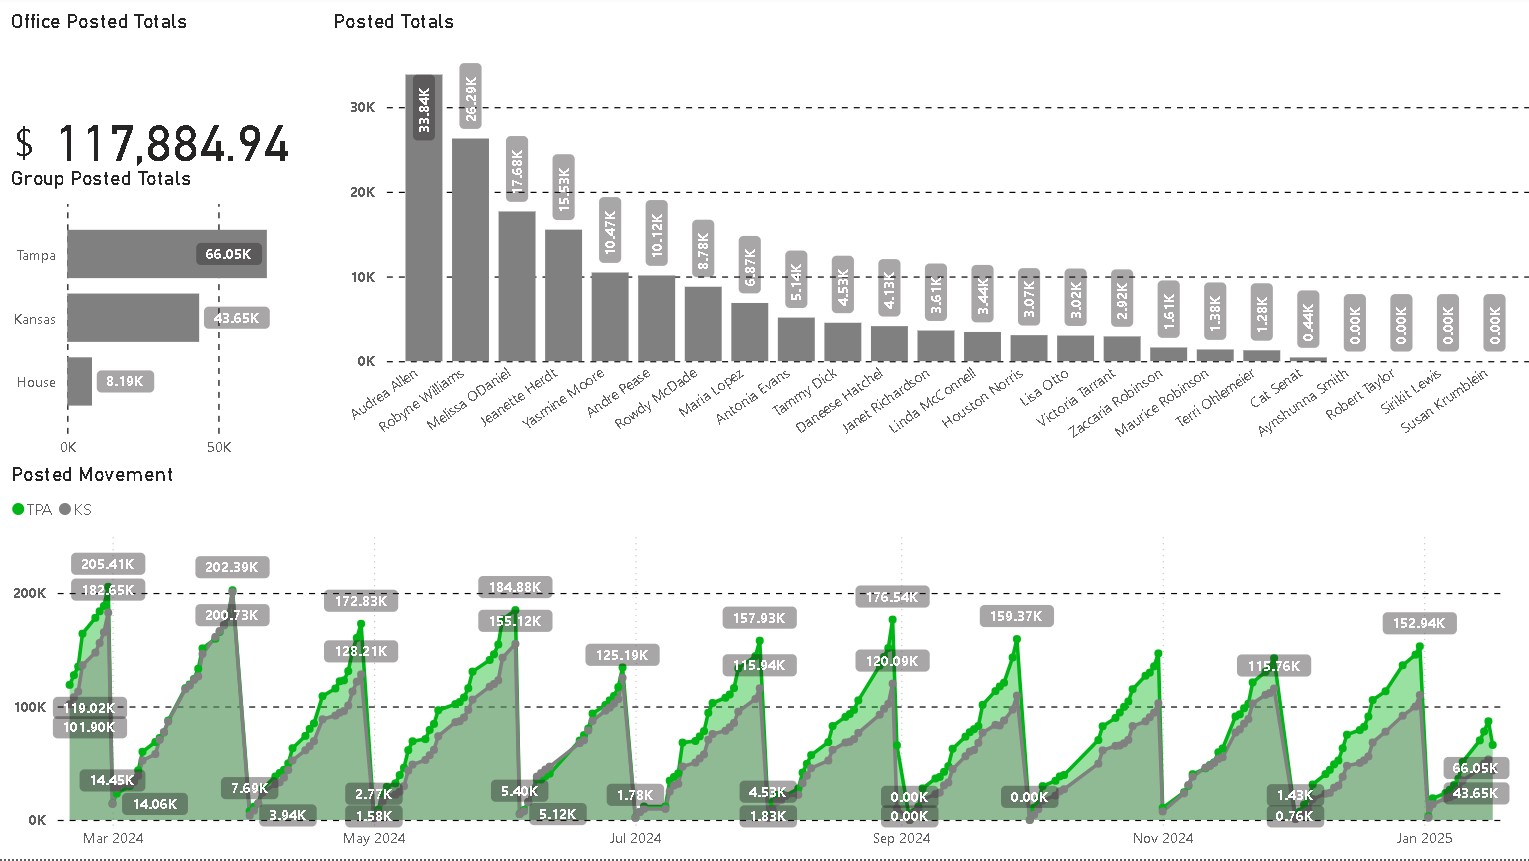 Office Posted Totals
$ 117,884.94
Group Posted Totals
Tampa
66.05K
Kansas
43.65K
House
8.19K
0K
50K
Posted Totals
30K
20K
10K
0K
33.84K
26.29K
17.68K
15.53K
10.47K
10.12K
8.78K
6.87K
5.14K
4.53K
4.13K
3.61K
3.44K
3.07K
3.02K
2.92K
1.61K
1.38K
1.28K
0.44K
0.00K
0.00K
0.00K
0.00K
Audrea Allen
Robyne Williams
Melissa ODaniel
Jeanette Herdt
Yasmine Moore
Andre Pease
Rowdy McDade
Maria Lopez
Antonia Evans
Tammy Dick
Daneese Hatchel
Janet Richardson
Linda McConnell
Houston Norris
Lisa Otto
Victoria Tarrant
Zaccaria Robinson
Maurice Robinson
Terri Ohlemeier
Cat Senat
Aynshunna Smith
Robert Taylor
Sirikit Lewis
Susan Krumblein
Posted Movement
TPA KS
200K
100K
0K
205.41K
182.65K
119.02K
101.90K
14.45K
14.06K
202.39K
200.73K
7.69K
3.94K
172.83K
128.21K
2.77K
1.58K
184.88K
155.12K
5.40K
5.12K
125.19K
1.78K
157.93K
115.94K
4.53K
1.83K
176.54K
120.09K
0.00K
0.00K
159.37K
0.00K
115.76K
1.43K
0.76K
152.94K
66.05K
43.65K
Mar 2024
May 2024
Jul 2024
Sep 2024
Nov 2024
Jan 2025